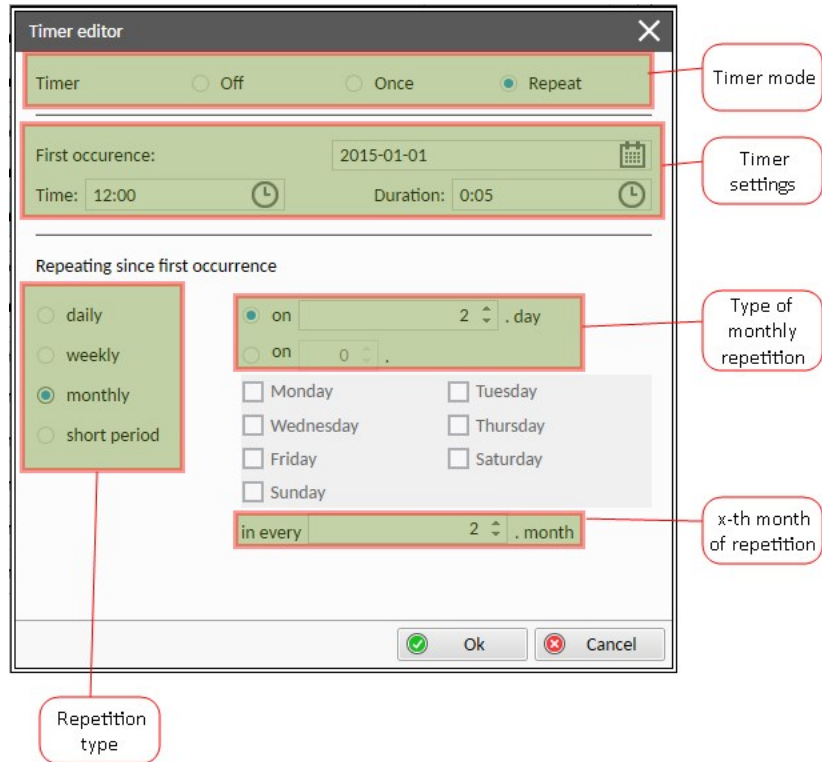 Timer editor
Timer Off Once Repeat
Timer mode
First occurence: 2015-01-01
Time: 12:00 Duration: 0:05
Timer
settings
Repeating since first occurrence
daily
weekly
monthly
short period
on 2 . day
on 0 .
Type of
monthly
repetition
Monday Tuesday
Wednesday Thursday
Friday Saturday
Sunday
in every 2 . month
x-th month
of repetition
Ok Cancel
Repetition
type